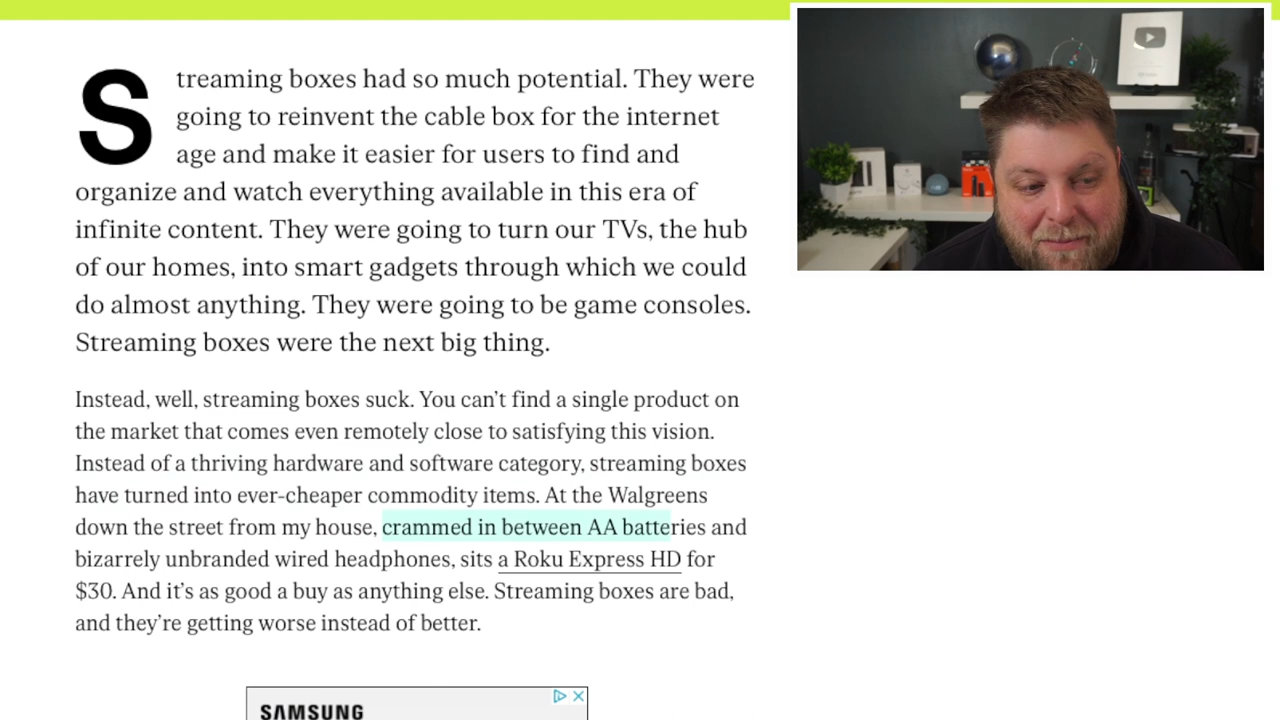 Streaming boxes had so much potential. They were
going to reinvent the cable box for the internet
age and make it easier for users to find and
organize and watch everything available in this era of
infinite content. They were going to turn our TVs, the hub
of our homes, into smart gadgets through which we could
do almost anything. They were going to be game consoles.
Streaming boxes were the next big thing.
Instead, well, streaming boxes suck. You can’t find a single product on
the market that comes even remotely close to satisfying this vision.
Instead of a thriving hardware and software category, streaming boxes
have turned into ever-cheaper commodity items. At the Walgreens
down the street from my house, crammed in between AA batteries and
bizarrely unbranded wired headphones, sits a Roku Express HD for
$30. And it’s as good a buy as anything else. Streaming boxes are bad,
and they’re getting worse instead of better.
SAMSUNG